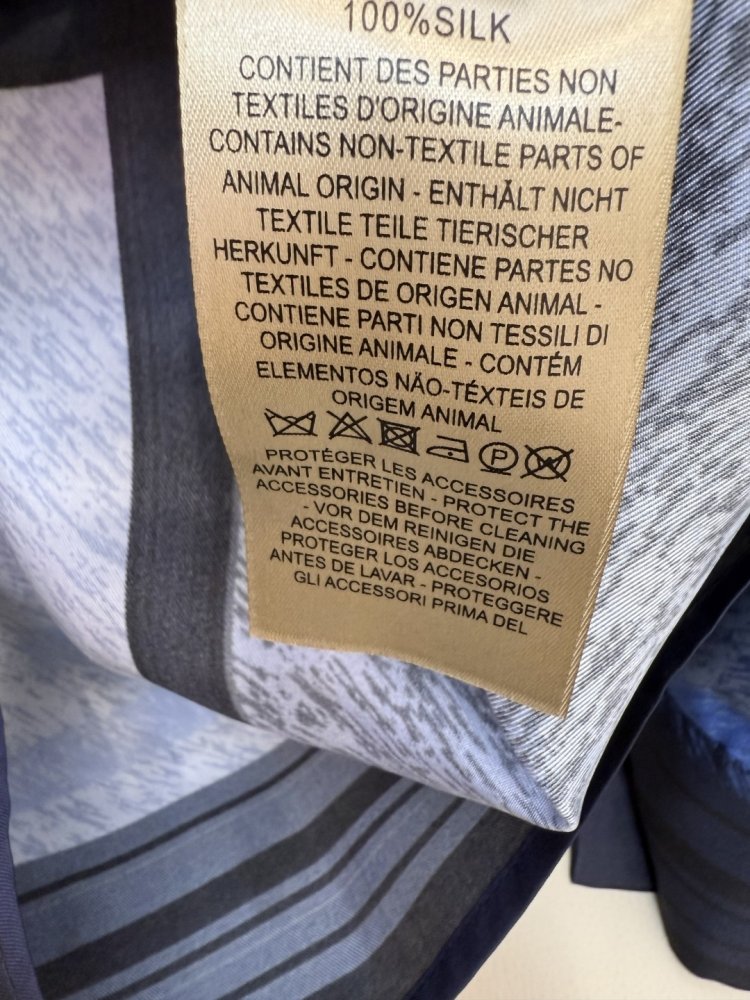 100%SILK
CONTIENT DES PARTIES NON
TEXTILES D'ORIGINE ANIMALE-
CONTAINS NON-TEXTILE PARTS OF
ANIMAL ORIGIN - ENTHĂLT NICHT
TEXTILE TEILE TIERISCHER
HERKUNFT - CONTIENE PARTES NO
TEXTILES DE ORIGEN ANIMAL -
CONTIENE PARTI NON TESSILI DI
ORIGINE ANIMALE - CONTÉM
ELEMENTOS NÃO-TÉXTEIS DE
ORIGEM ANIMAL
P W
PROTÉGER LES ACCESSOIRES
AVANT ENTRETIEN - PROTECT THE
ACCESSORIES BEFORE CLEANING
- VOR DEM REINIGEN DIE
ACCESSOIRES ABDECKEN -
PROTEGER LOS ACCESORIOS
ANTES DE LAVAR - PROTEGGERE
GLI ACCESSORI PRIMA DEL